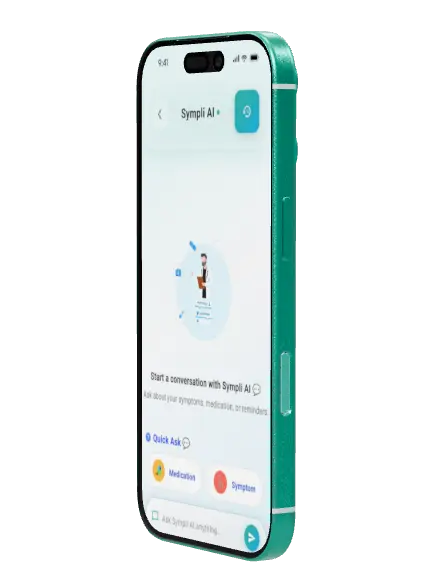 9:41
Sympli AI
Start a conversation with Sympli AI 💬
Ask about your symptoms, medication, or reminders
Quick Ask 💬
Medication
Symptom
Ask Sympli AI anything...